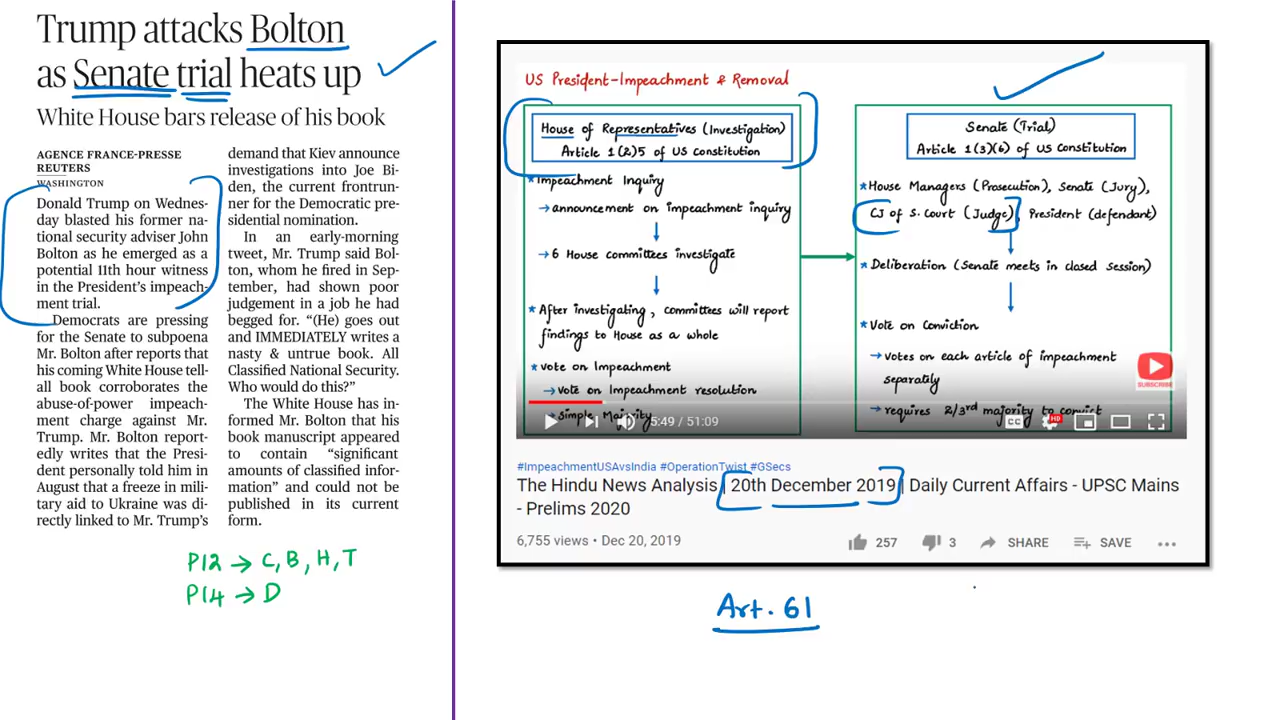 Trump attacks Bolton
as Senate trial heats up
White House bars release of his book
AGENCE FRANCE-PRESSE
REUTERS
WASHINGTON
Donald Trump on Wednes-
day blasted his former na-
tional security adviser John
Bolton as he emerged as a
potential 11th hour witness
in the President's impeach-
ment trial.
Democrats are pressing
for the Senate to subpoena
Mr. Bolton after reports that
his coming White House tell-
all book corroborates the
abuse-of-power impeach-
ment charge against Mr.
Trump. Mr. Bolton report-
edly writes that the Presi-
dent personally told him in
August that a freeze in mili-
tary aid to Ukraine was di-
rectly linked to Mr. Trump's
demand that Kiev announce
investigations into Joe Bi-
den, the current frontrun-
ner for the Democratic pre-
sidential nomination.
In an early-morning
tweet, Mr. Trump said Bol-
ton, whom he fired in Sep-
tember, had shown poor
judgement in a job he had
begged for. “(He) goes out
and IMMEDIATELY writes a
nasty & untrue book. All
Classified National Security.
Who would do this?”
The White House has in-
formed Mr. Bolton that his
book manuscript appeared
to contain “significant
amounts of classified infor-
mation” and could not be
published in its current
form.
P12 → C, B, H, T
P14 → D
US President-Impeachment & Removal
House of Representatives (Investigation)
Article 1(2)5 of US constitution
*Impeachment Inquiry
→announcement on impeachment inquiry
→6 House committees investigate
*After investigating, committees will report
findings to House as a whole
*Vote on Impeachment
→vote on Impeachment resolution
→simple Majority
Senate (Trial)
Article 1(3)(6) of US constitution
*House Managers (Prosecution), Senate (Jury),
CJ of S. Court (Judge), President (defendant)
*Deliberation (Senate meets in closed session)
*Vote on Conviction
→votes on each article of impeachment
separately
→requires 2/3rd majority to convict
SUBSCRIBE
5:49 / 51:09
CC
HD
#ImpeachmentUSAvsIndia #OperationTwist #GSecs
The Hindu News Analysis | 20th December 2019 | Daily Current Affairs - UPSC Mains
- Prelims 2020
6,755 views • Dec 20, 2019
257
3
SHARE
SAVE
Art. 61